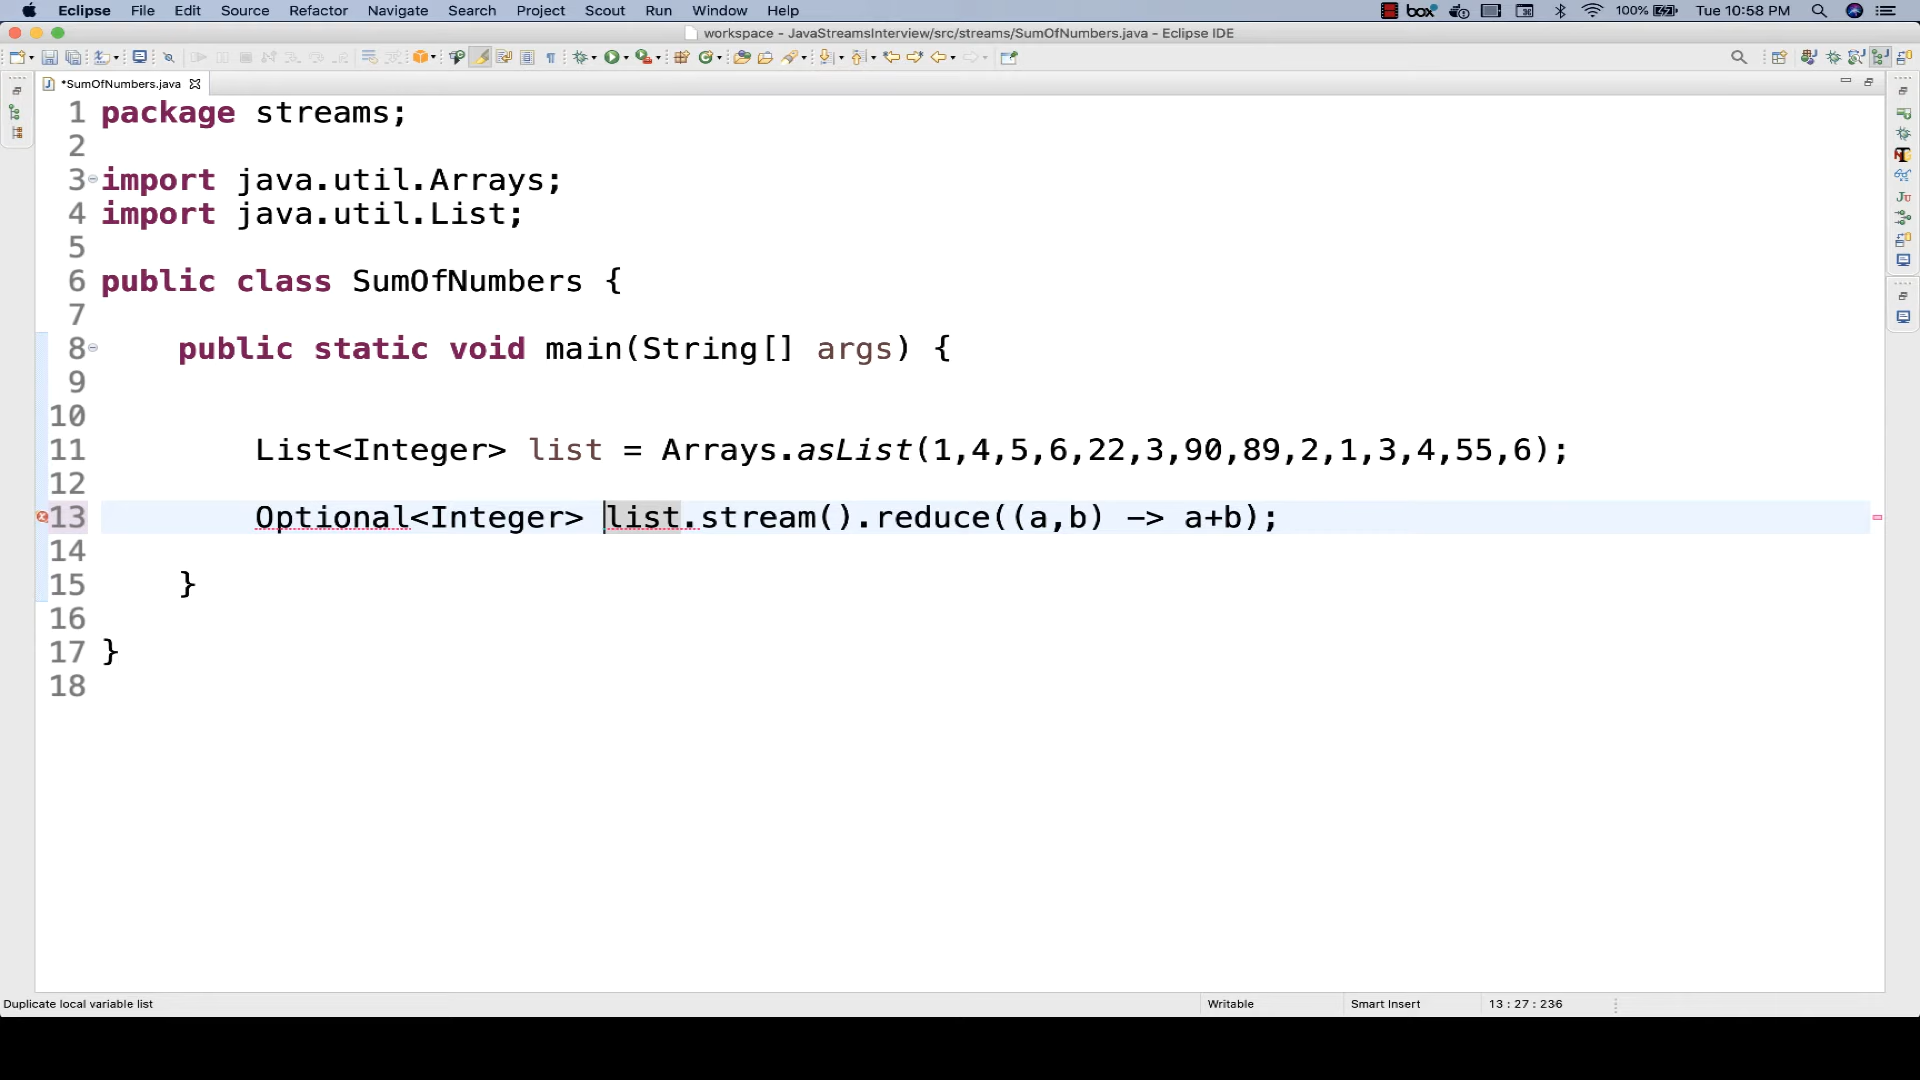 Eclipse File Edit Source Refactor Navigate Search Project Scout Run Window Help box 100% Tue 10:58 PM
workspace - JavaStreamsInterview/src/streams/SumOfNumbers.java - Eclipse IDE
*SumOfNumbers.java
1 package streams;
2
3 import java.util.Arrays;
4 import java.util.List;
5
6 public class SumOfNumbers {
7
8 public static void main(String[] args) {
9
10
11 List<Integer> list = Arrays.asList(1,4,5,6,22,3,90,89,2,1,3,4,55,6);
12
13 Optional<Integer> list.stream().reduce((a,b) -> a+b);
14
15 }
16
17 }
18
Ju
Duplicate local variable list Writable Smart Insert 13 : 27 : 236